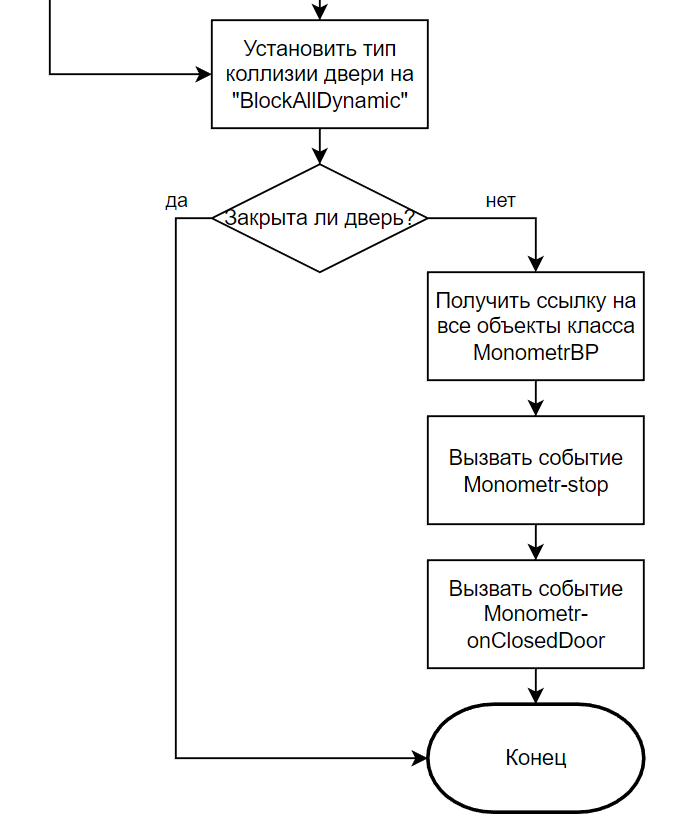 Установить тип
коллизии двери на
"BlockAllDynamic"
да
Закрыта ли дверь?
нет
Получить ссылку на
все объекты класса
MonometrBP
Вызвать событие
Monometr-stop
Вызвать событие
Monometr-
onClosedDoor
Конец